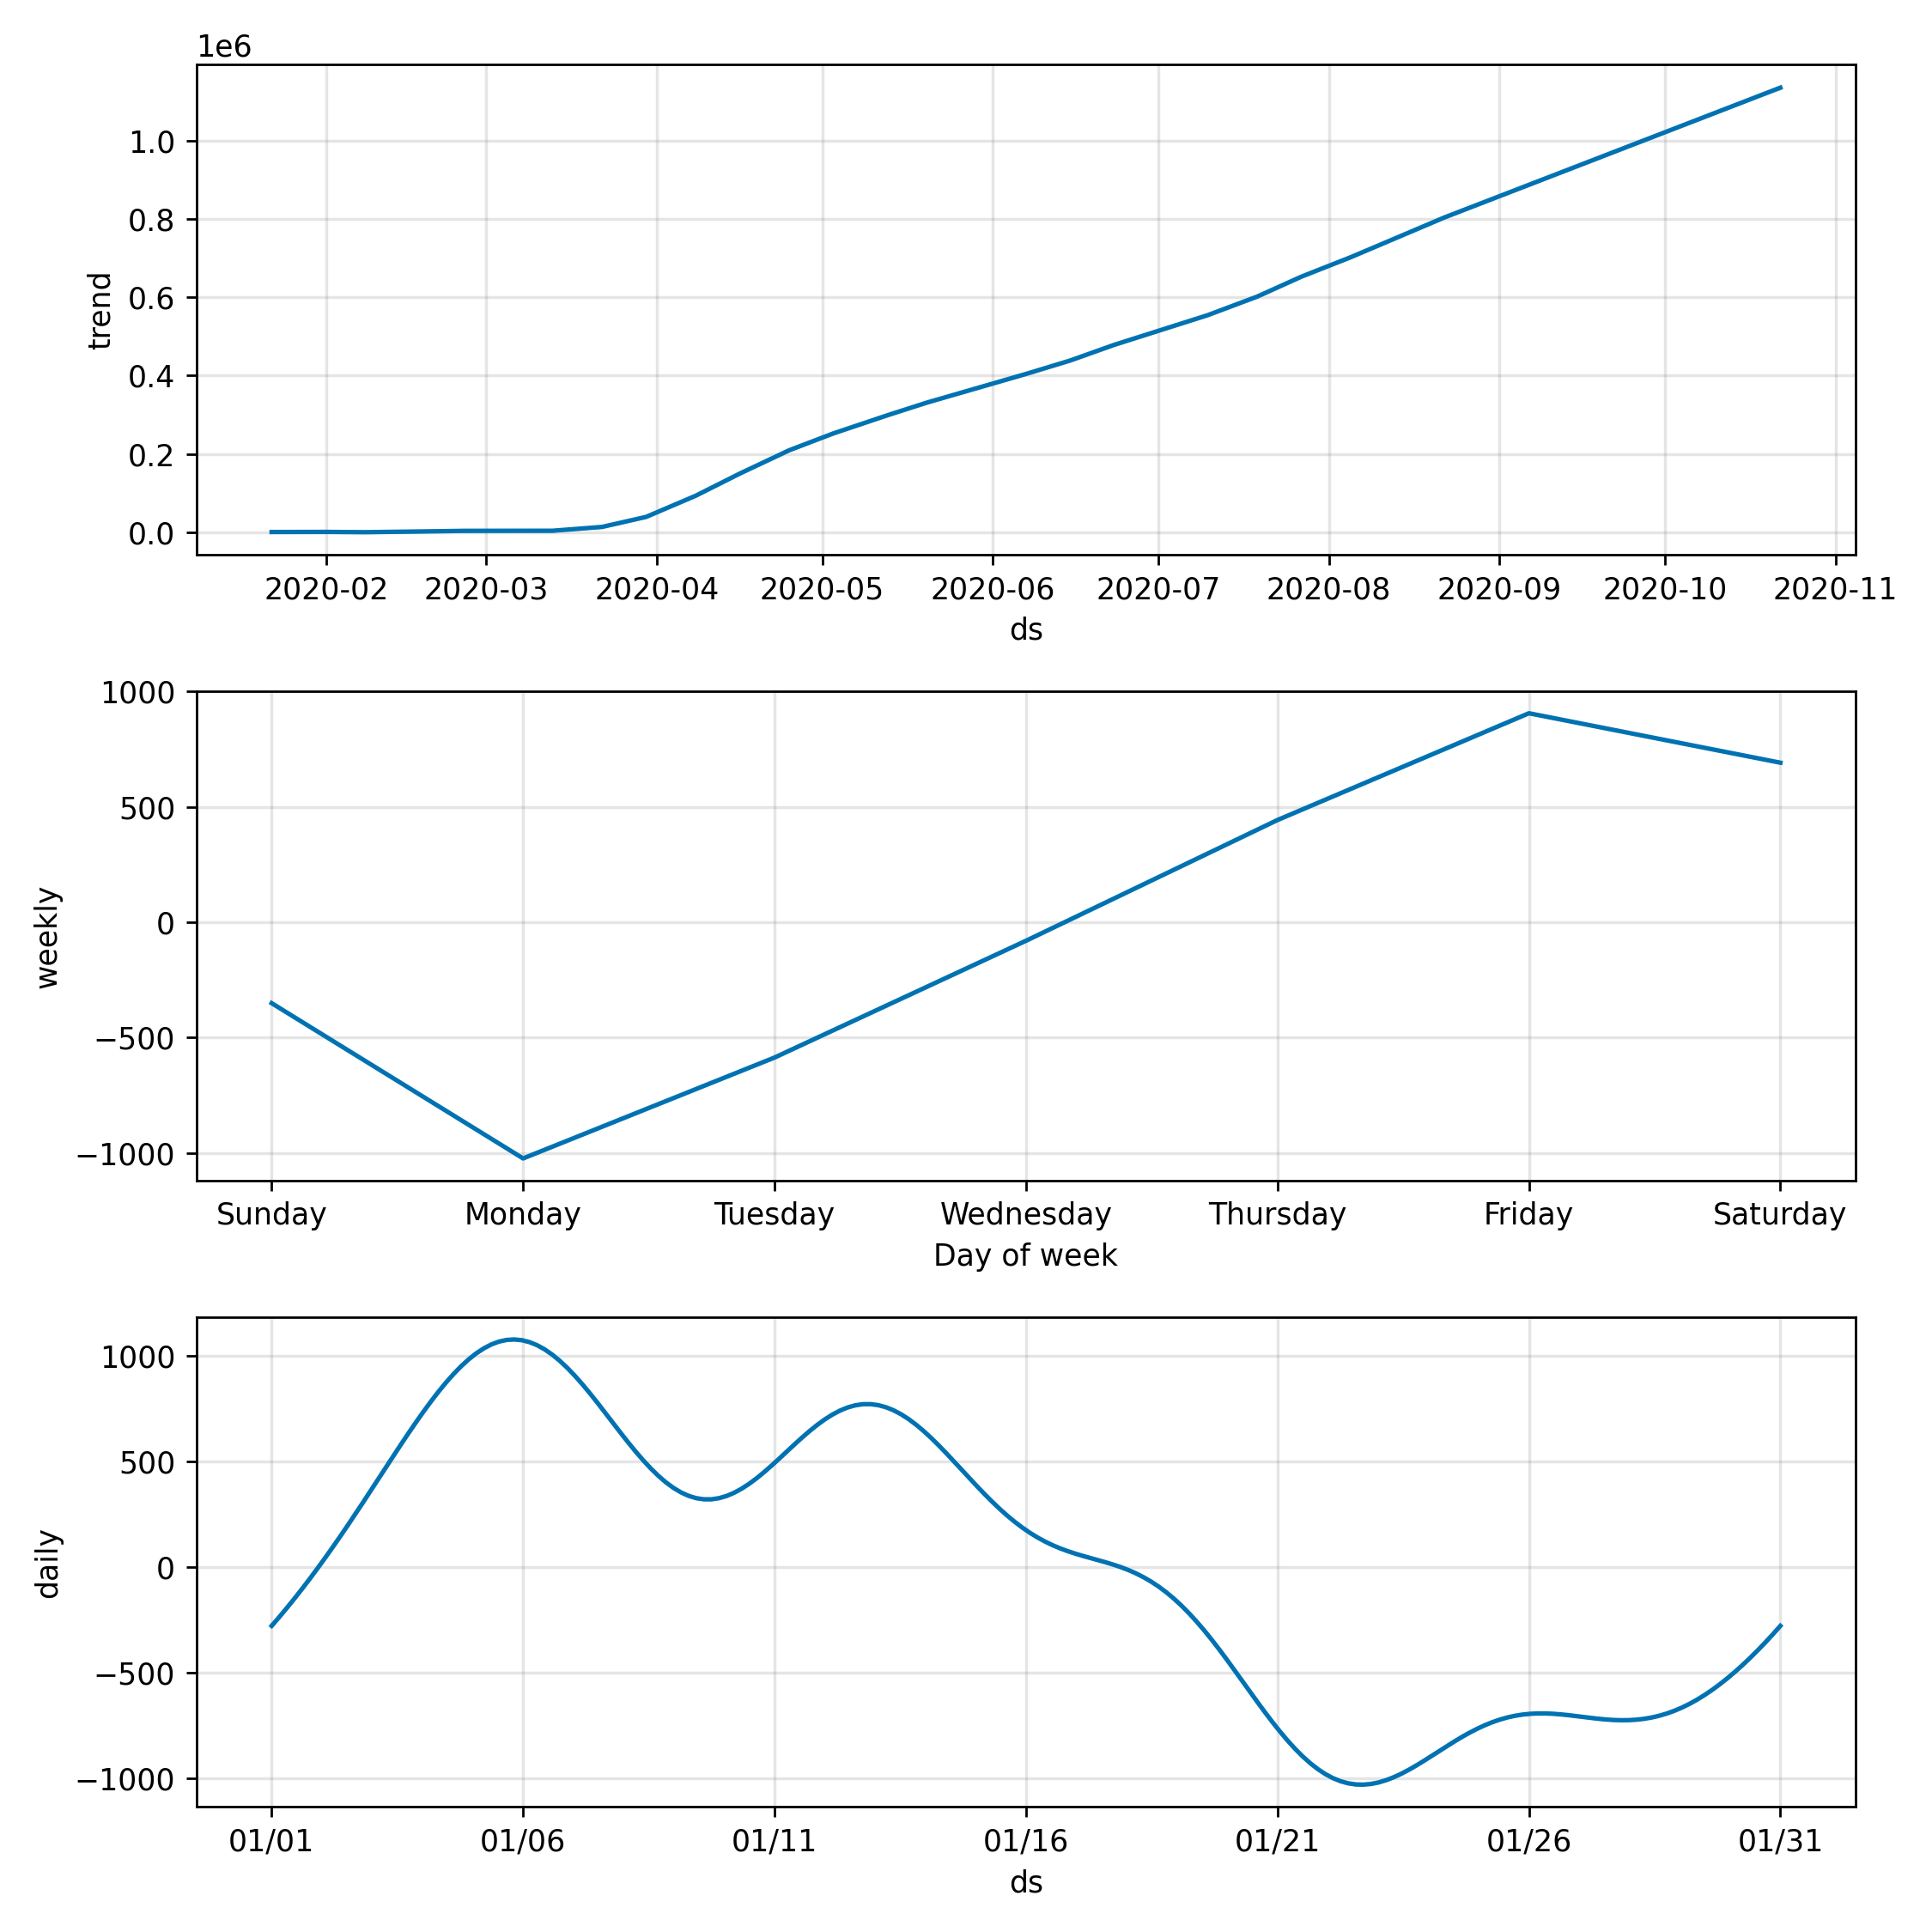 1e6
1.0
0.8
0.6
0.4
0.2
0.0
trend
2020-02 2020-03 2020-04 2020-05 2020-06 2020-07 2020-08 2020-09 2020-10 2020-11
ds
1000
500
0
−500
−1000
weekly
Sunday Monday Tuesday Wednesday Thursday Friday Saturday
Day of week
1000
500
0
−500
−1000
daily
01/01 01/06 01/11 01/16 01/21 01/26 01/31
ds